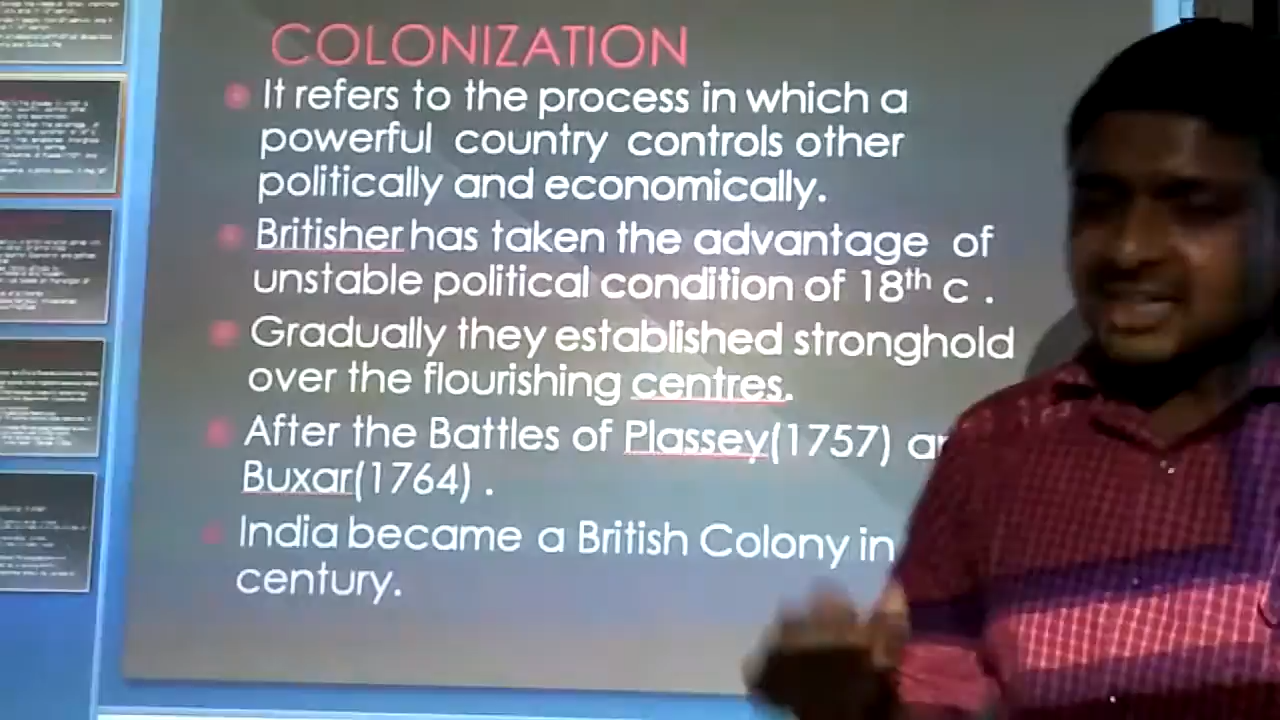 COLONIZATION
It refers to the process in which a
powerful country controls other
politically and economically.
Britisher has taken the advantage of
unstable political condition of 18th c .
Gradually they established stronghold
over the flourishing centres.
After the Battles of Plassey(1757)
Buxar(1764) .
India became a British Colony in
century.